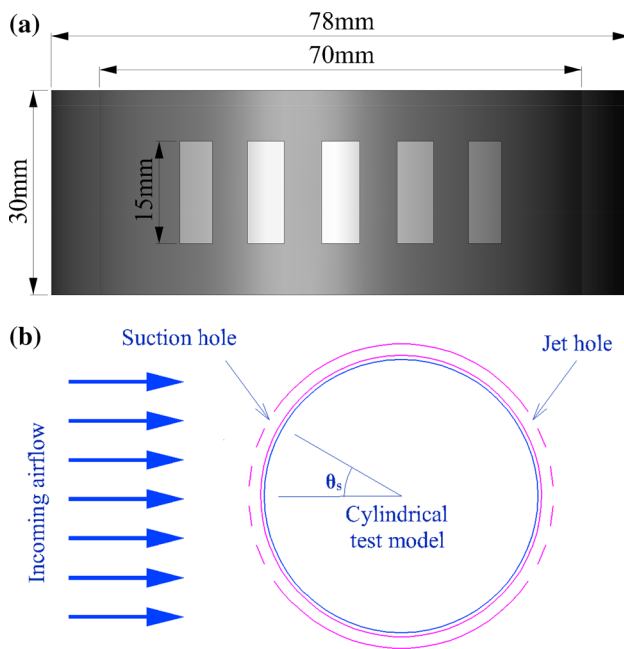 (a)
78mm
70mm
30mm
15mm
(b)
Suction hole
Jet hole
Incoming airflow
θs
Cylindrical
test model